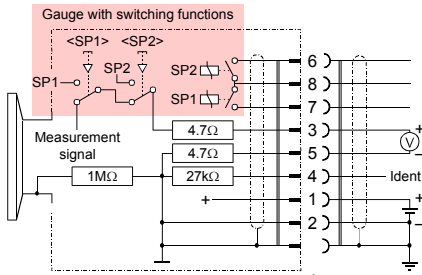 Gauge with switching functions
<SP1> <SP2>
SP1
SP2
SP2
SP1
6
8
7
Measurement
signal
4.7Ω
3
+
V
4.7Ω
5
–
1MΩ
27kΩ
4
Ident
+
1
+
2
–